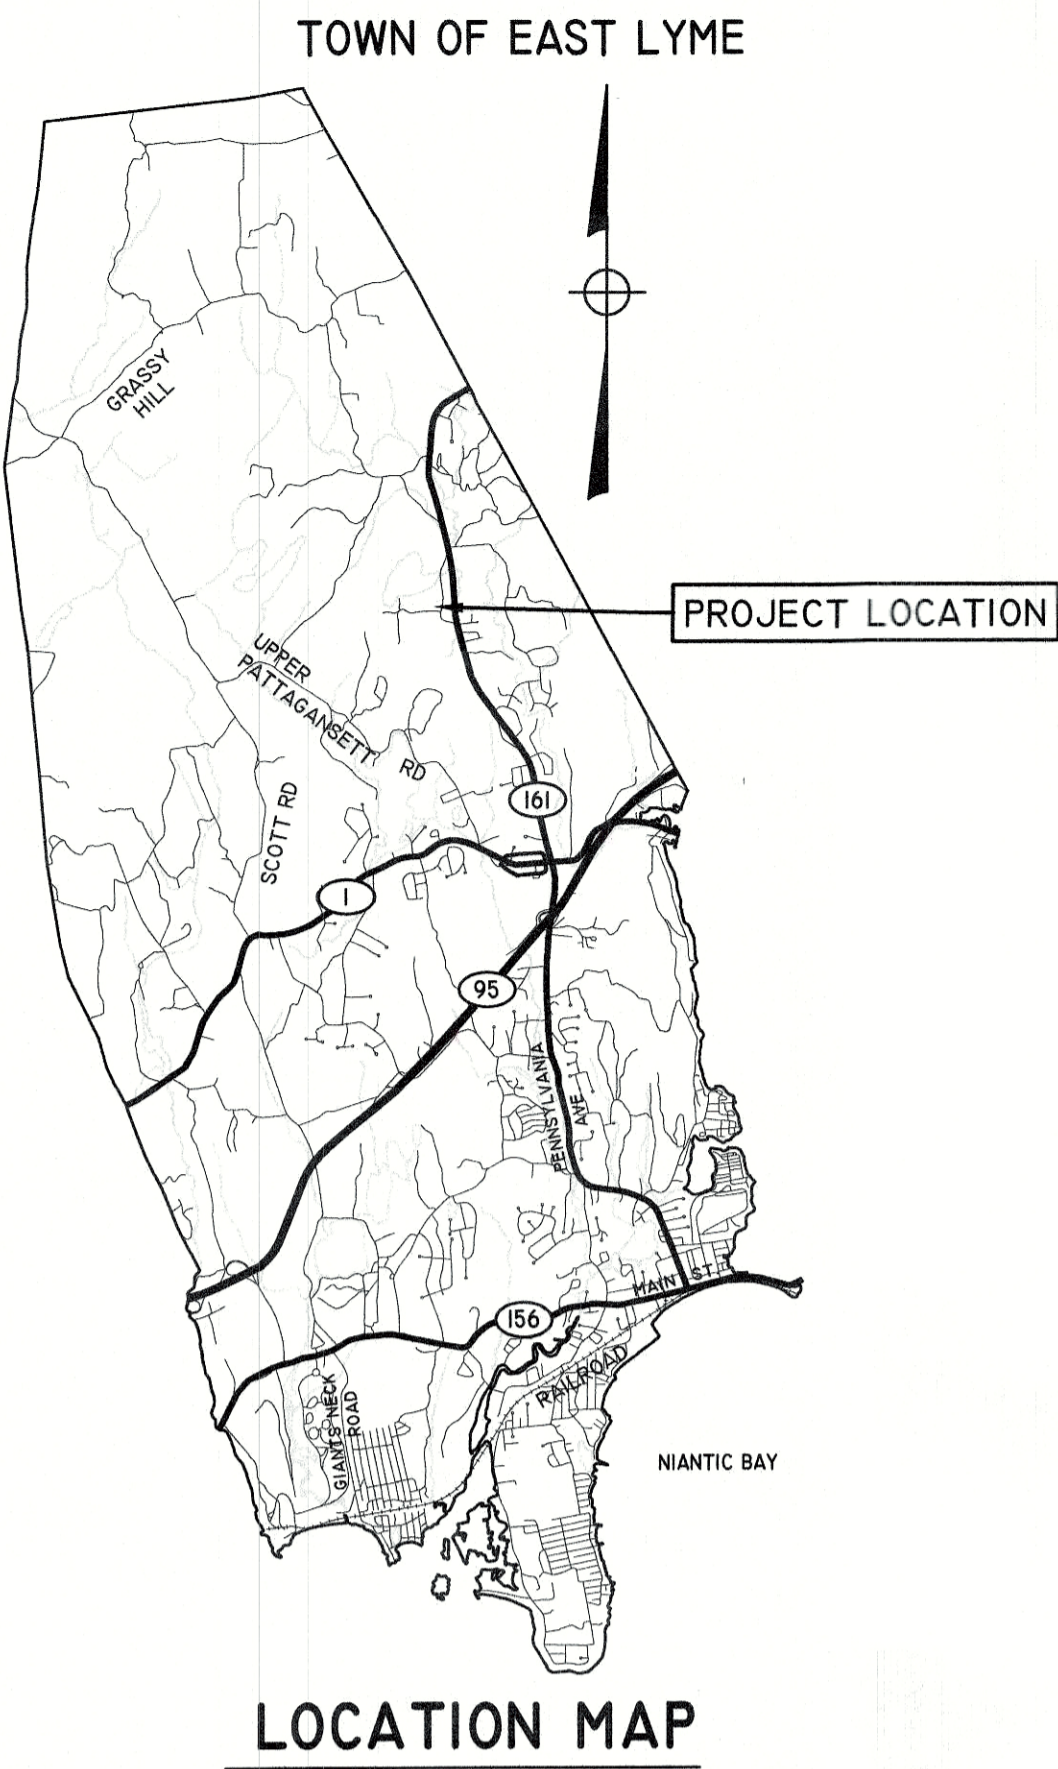 TOWN OF EAST LYME
GRASSY
HILL
PROJECT LOCATION
UPPER
PATTAGANSETT RD
161
SCOTT RD
1
95
PENNSYLVANIA
AVE.
MAIN ST.
156
RAILROAD
GIANTS NECK
ROAD
NIANTIC BAY
LOCATION MAP